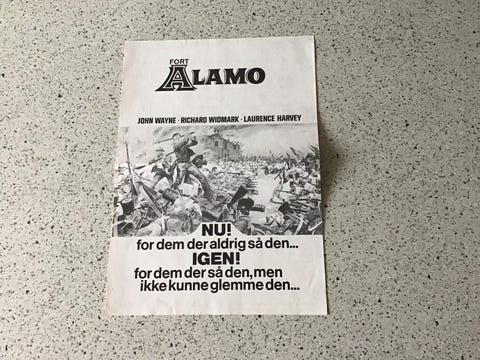 FORT
ALAMO
JOHN WAYNE · RICHARD WIDMARK · LAURENCE HARVEY
NU!
for dem der aldrig så den...
IGEN!
for dem der så den, men
ikke kunne glemme den...